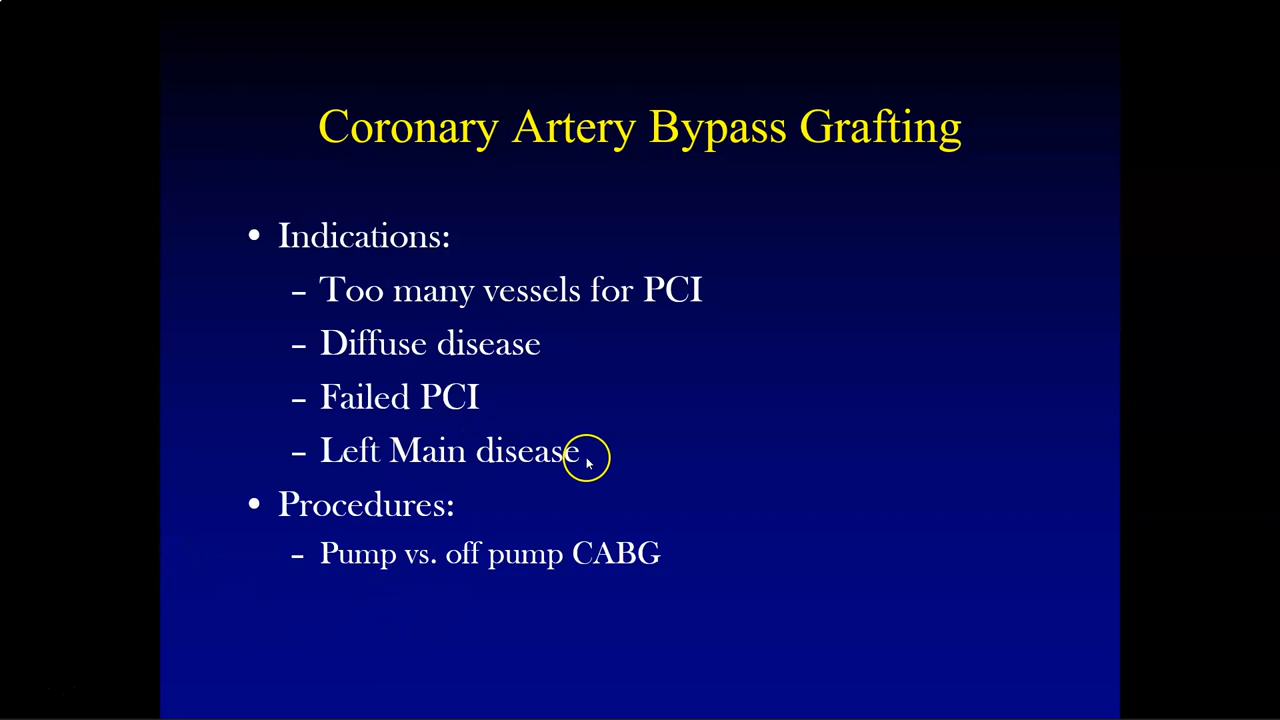 Coronary Artery Bypass Grafting
• Indications:
– Too many vessels for PCI
– Diffuse disease
– Failed PCI
– Left Main disease
• Procedures:
– Pump vs. off pump CABG